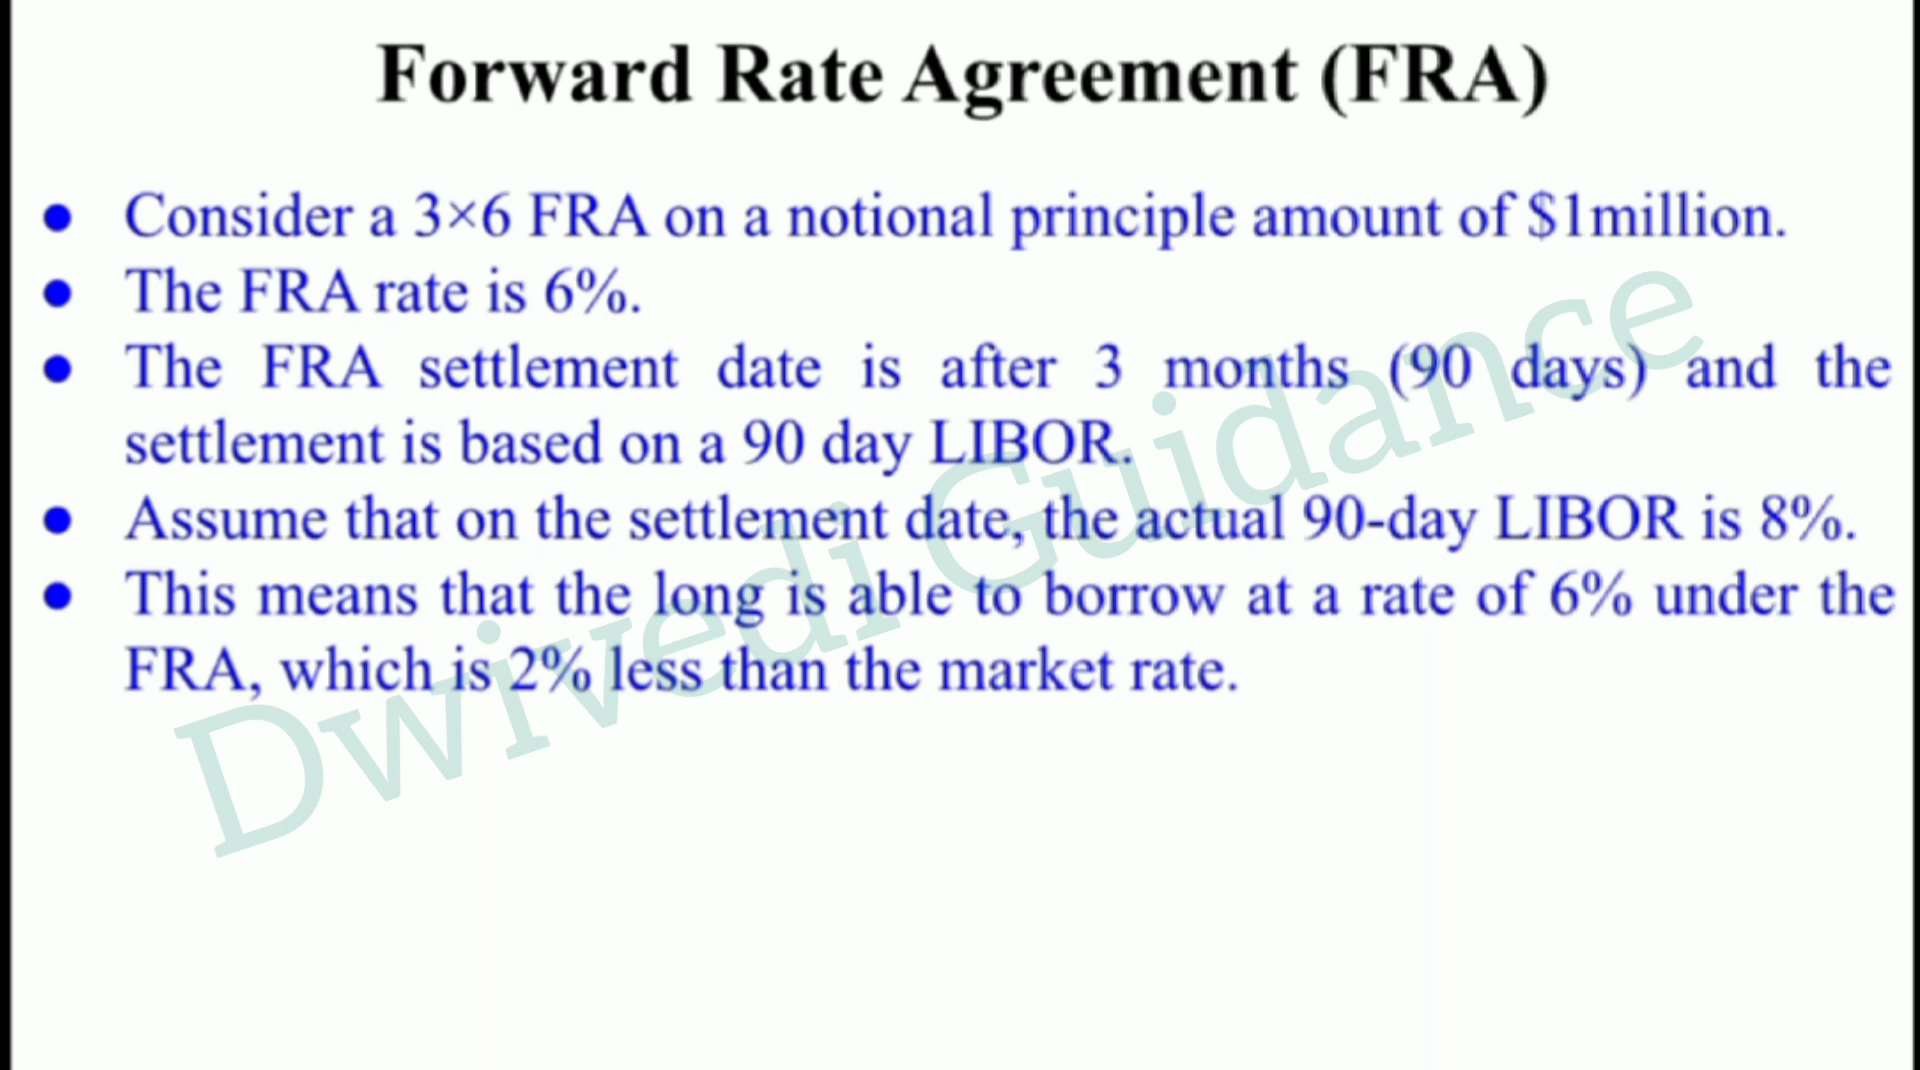 Forward Rate Agreement (FRA)
● Consider a 3×6 FRA on a notional principle amount of $1million.
● The FRA rate is 6%.
● The FRA settlement date is after 3 months (90 days) and the
settlement is based on a 90 day LIBOR.
● Assume that on the settlement date, the actual 90-day LIBOR is 8%.
● This means that the long is able to borrow at a rate of 6% under the
FRA, which is 2% less than the market rate.
Dwivedi Guidance